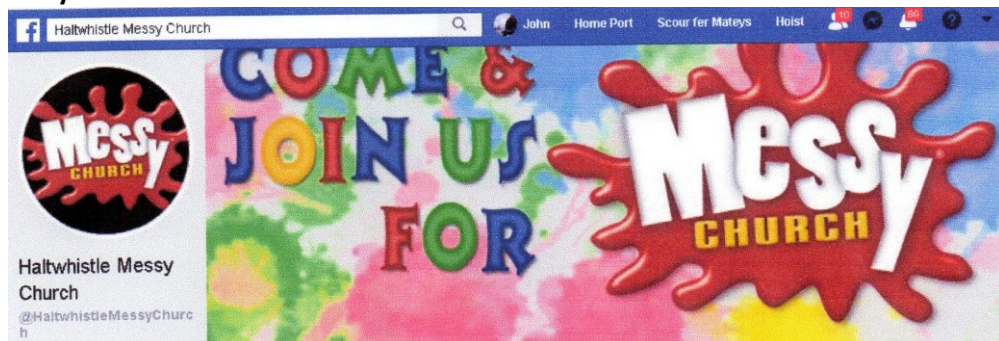 Haltwhistle Messy Church
John Home Port Scour fer Mateys Hoist 10 69
COME &
JOIN US
FOR
Messy
CHURCH
Messy
CHURCH
Haltwhistle Messy
Church
@HaltwhistleMessyChurc
h